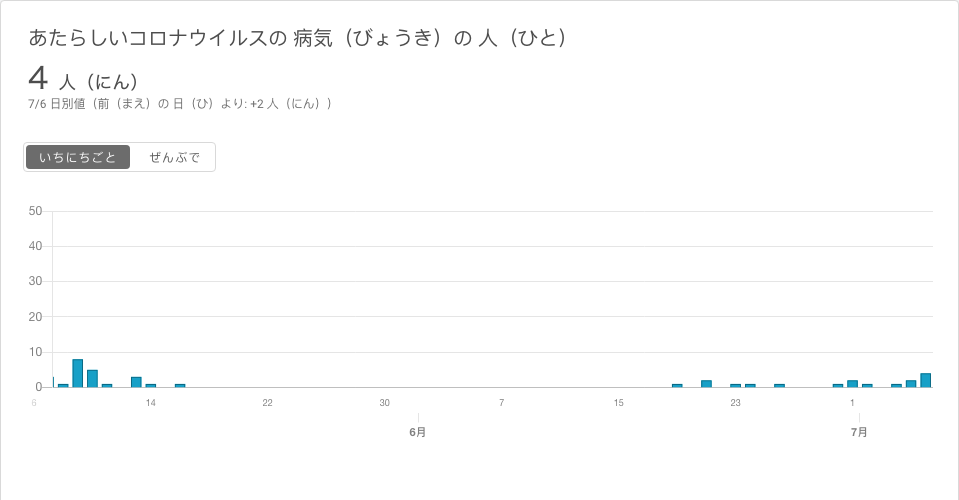 あたらしいコロナウイルスの 病気（びょうき）の 人（ひと）
4 人（にん）
7/6 日別値（前（まえ）の 日（ひ）より: +2 人（にん））
いちにちごと ぜんぶで
50
40
30
20
10
0
6 14 22 30 7 15 23 1
6月 7月